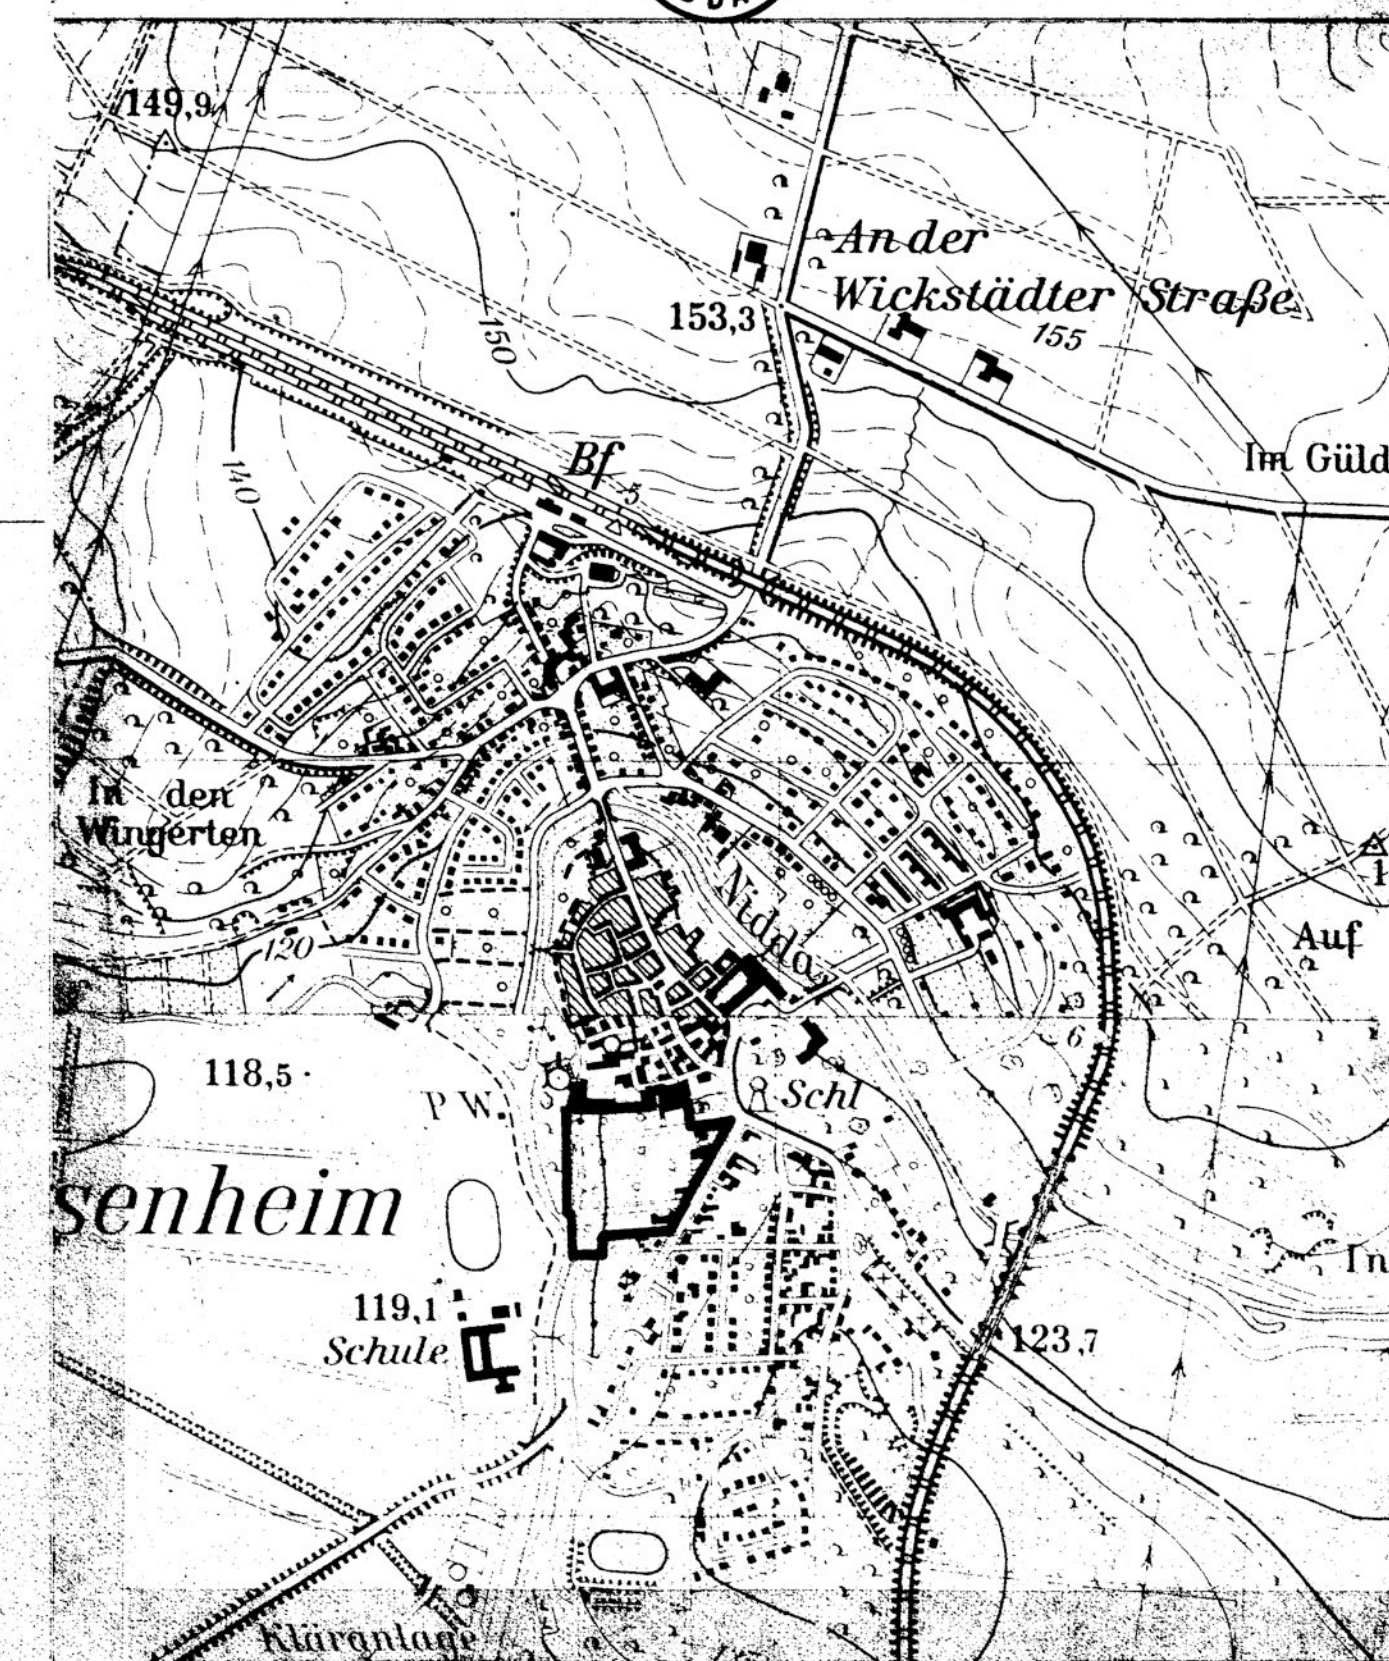 149,9
An der
Wickstädter Straße
153,3
155
150
Bf
5
Im Güld
140
In den
Wingerten
Nidda
120
Auf
6
118,5
P W.
Schl
senheim
In
119,1
Schule
123,7
Kläranlage